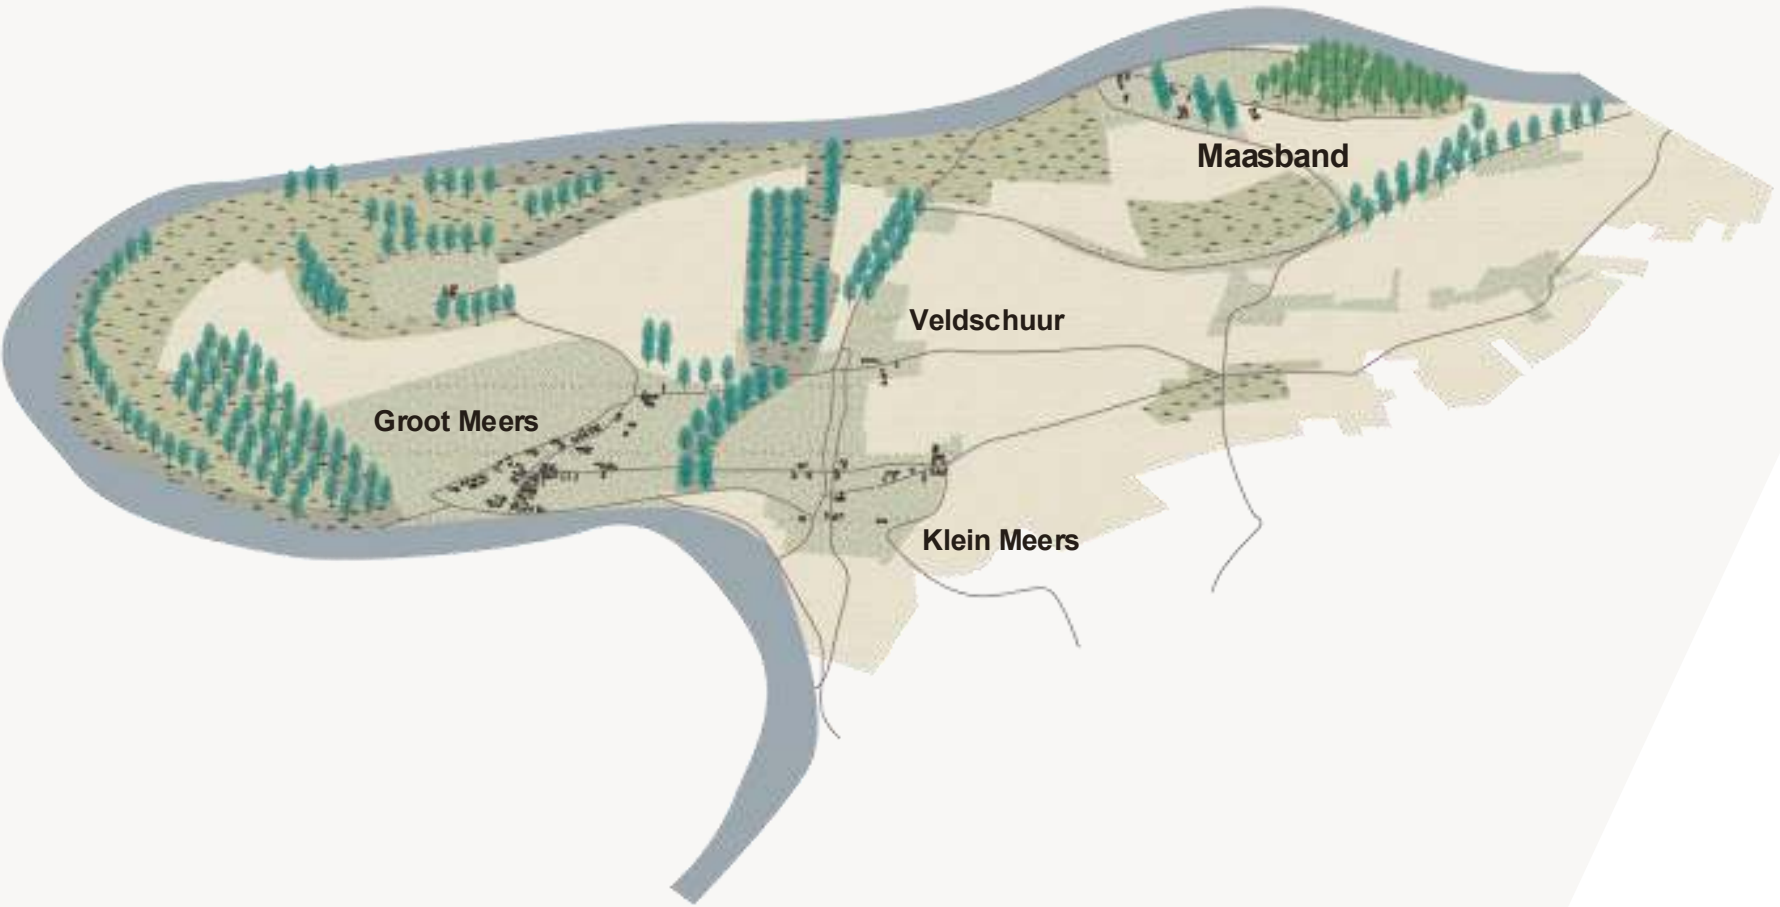 Maasband
Veldschuur
Groot Meers
Klein Meers